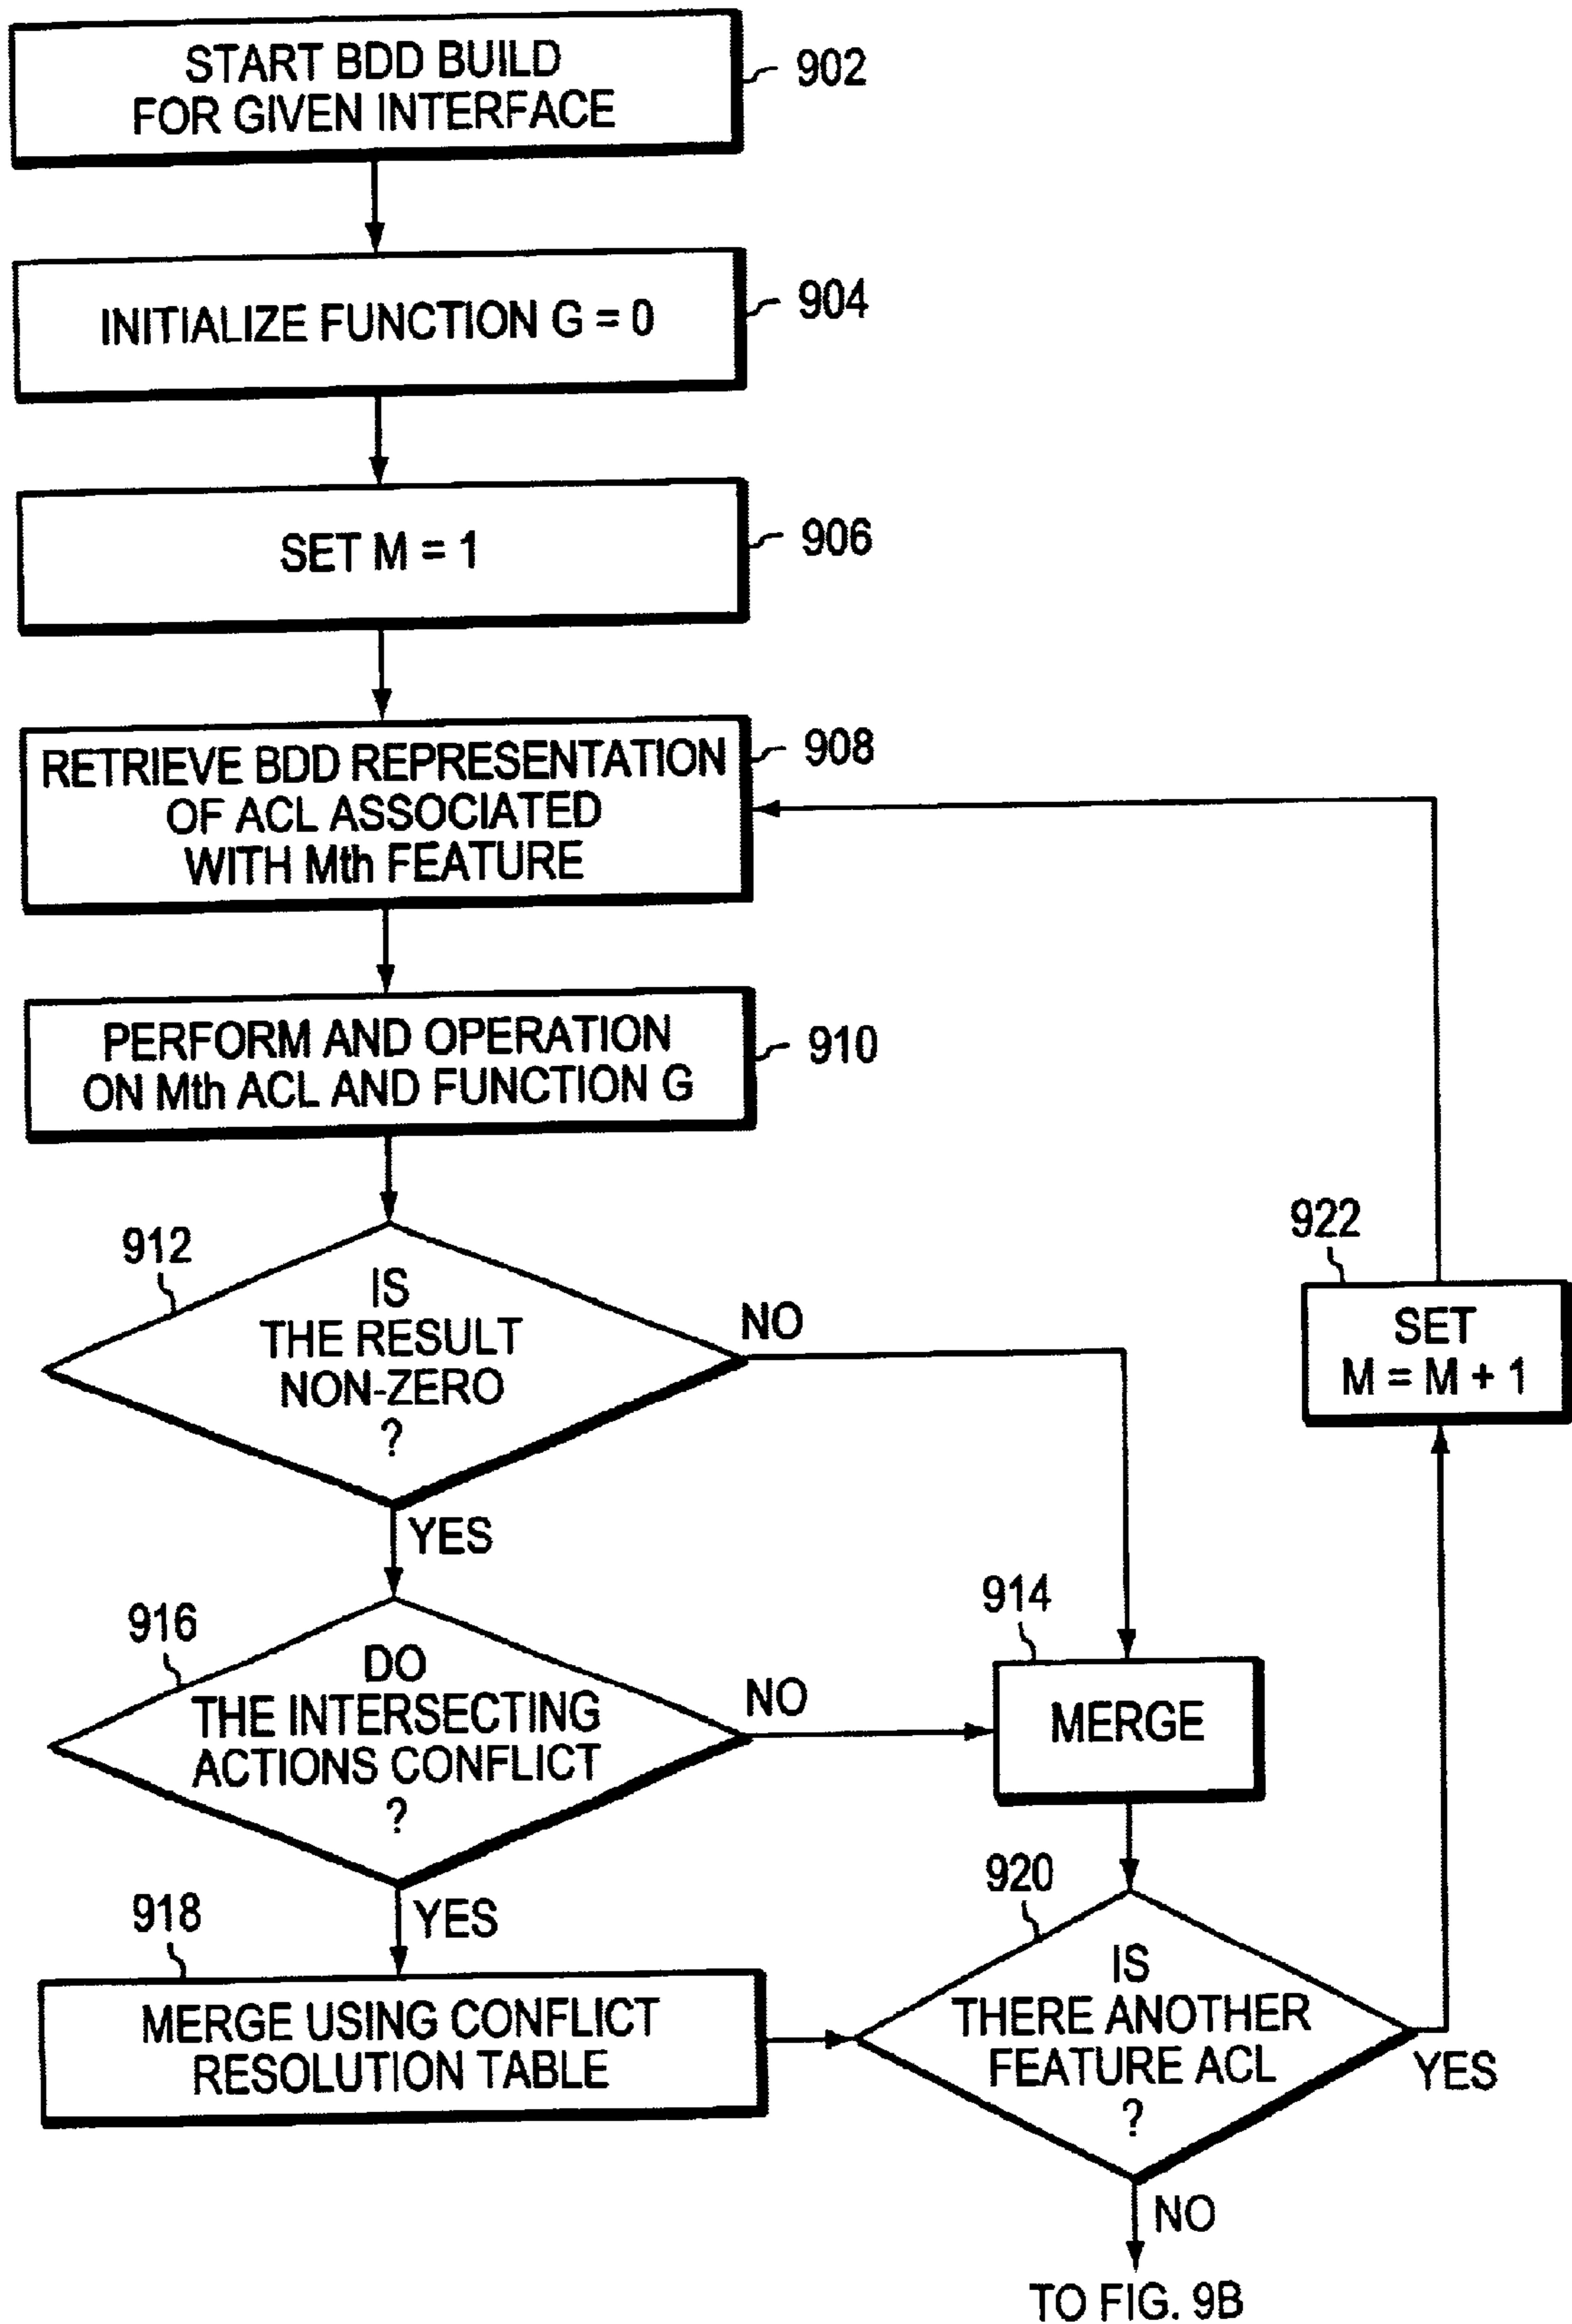 START BDD BUILD
FOR GIVEN INTERFACE
902
INITIALIZE FUNCTION G = 0
904
SET M = 1
906
RETRIEVE BDD REPRESENTATION
OF ACL ASSOCIATED
WITH Mth FEATURE
908
PERFORM AND OPERATION
ON Mth ACL AND FUNCTION G
910
912
IS
THE RESULT
NON-ZERO
?
NO
YES
922
SET
M = M + 1
916
DO
THE INTERSECTING
ACTIONS CONFLICT
?
NO
YES
914
MERGE
918
MERGE USING CONFLICT
RESOLUTION TABLE
920
IS
THERE ANOTHER
FEATURE ACL
?
YES
NO
TO FIG. 9B